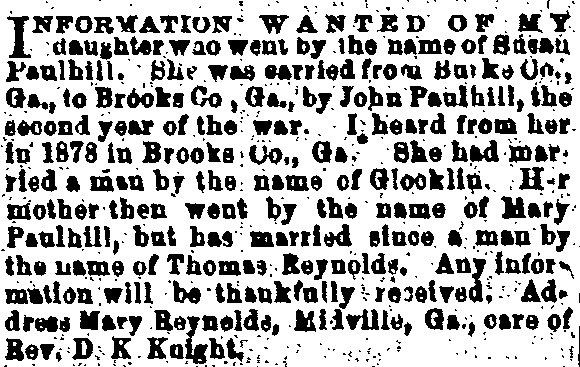 INFORMATION WANTED OF MY
daughter who went by the name of Susan
Paulhill. She was carried from Burke Co.,
Ga., to Brooks Co, Ga., by John Paulhill, the
second year of the war. I heard from her
in 1878 in Brooks Co., Ga. She had mar-
ried a man by the name of Glooklin. Her
mother then went by the name of Mary
Paulhill, but has married since a man by
the name of Thomas Reynolds. Any infor-
mation will be thankfully received. Ad-
dress Mary Reynolds, Midville, Ga., care of
Rev. D K Knight.